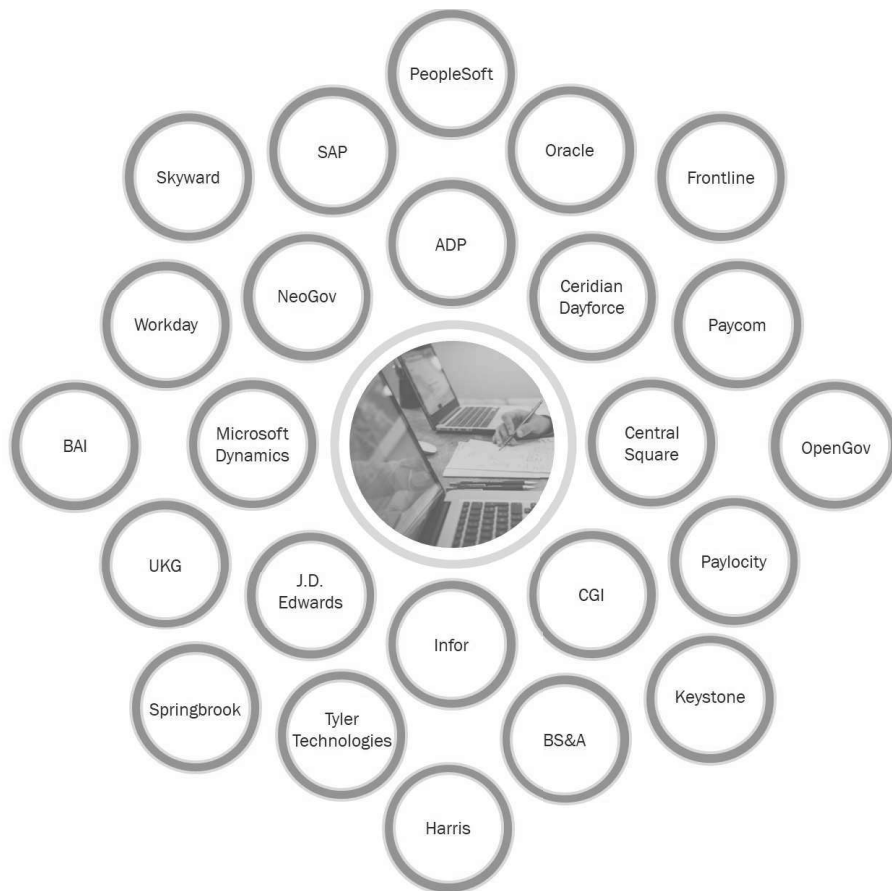 PeopleSoft
SAP
Oracle
Skyward
Frontline
ADP
NeoGov
Ceridian
Dayforce
Workday
Paycom
BAI
Microsoft
Dynamics
Central
Square
OpenGov
UKG
Paylocity
J.D.
Edwards
CGI
Infor
Springbrook
Keystone
Tyler
Technologies
BS&A
Harris